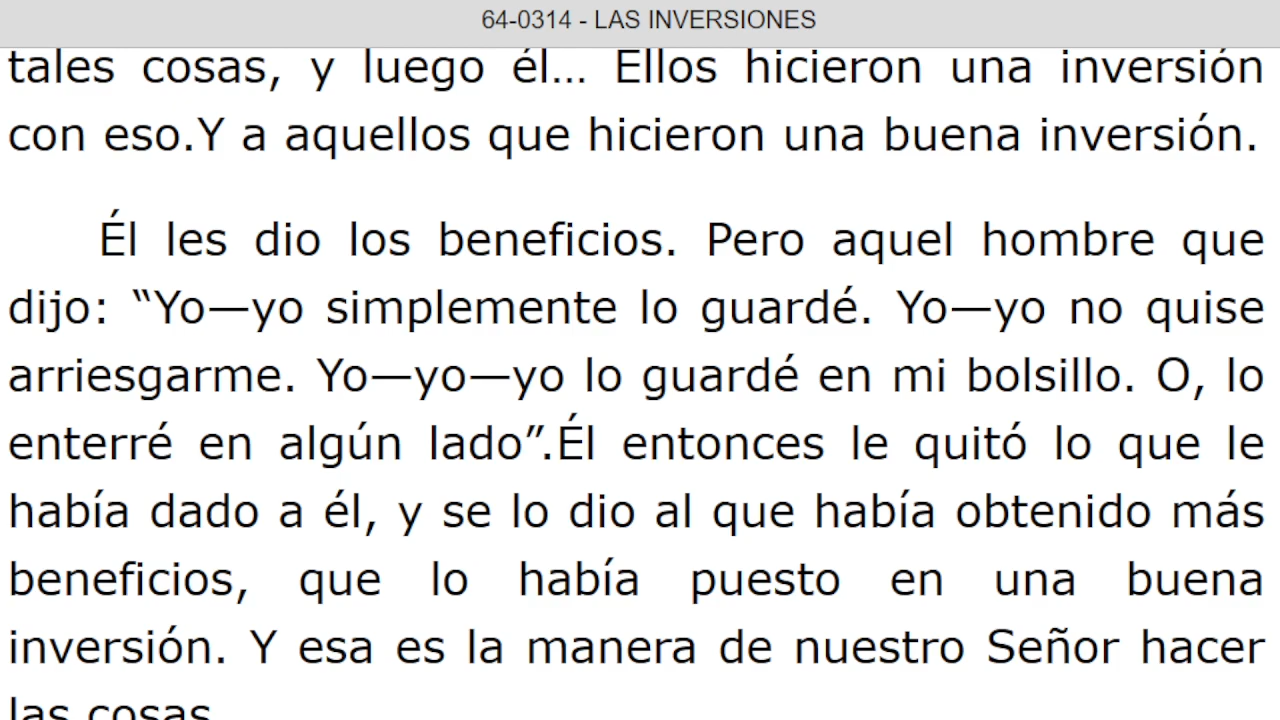 64-0314 - LAS INVERSIONES
tales cosas, y luego él... Ellos hicieron una inversión
con eso.Y a aquellos que hicieron una buena inversión.
Él les dio los beneficios. Pero aquel hombre que
dijo: “Yo—yo simplemente lo guardé. Yo—yo no quise
arriesgarme. Yo—yo—yo lo guardé en mi bolsillo. O, lo
enterré en algún lado”.Él entonces le quitó lo que le
había dado a él, y se lo dio al que había obtenido más
beneficios, que lo había puesto en una buena
inversión. Y esa es la manera de nuestro Señor hacer
las cosas